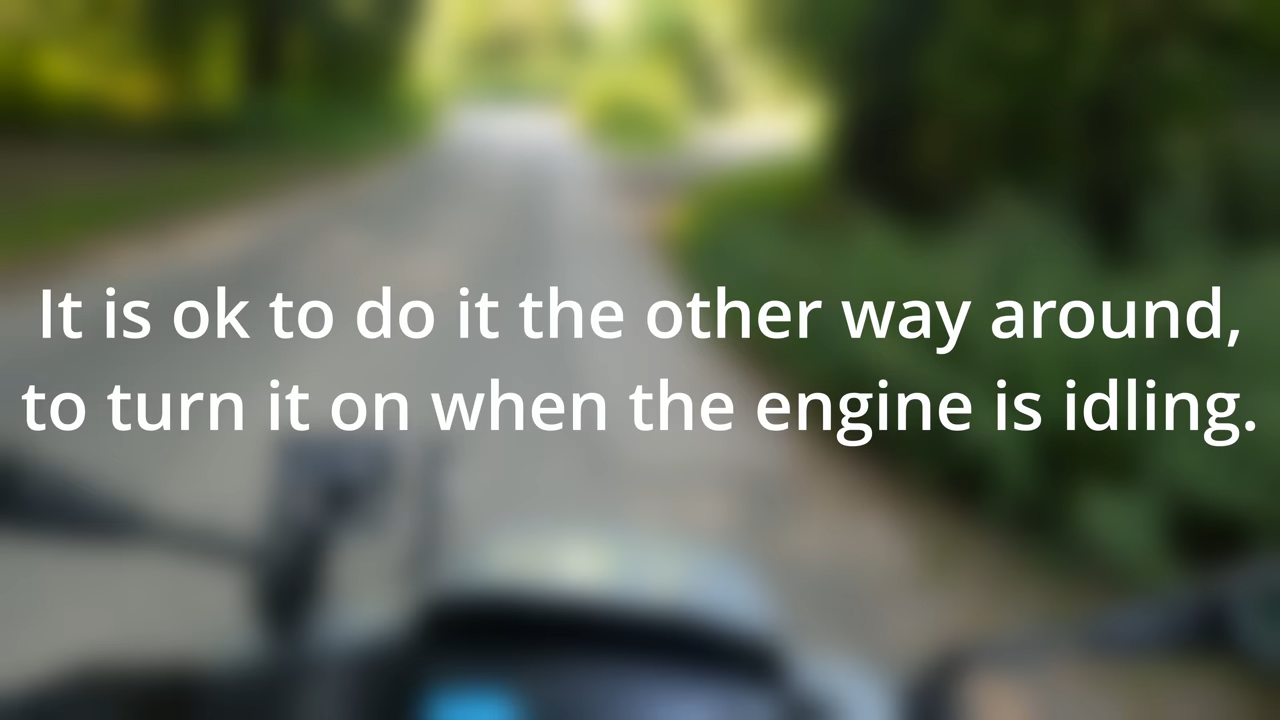 It is ok to do it the other way around,
to turn it on when the engine is idling.